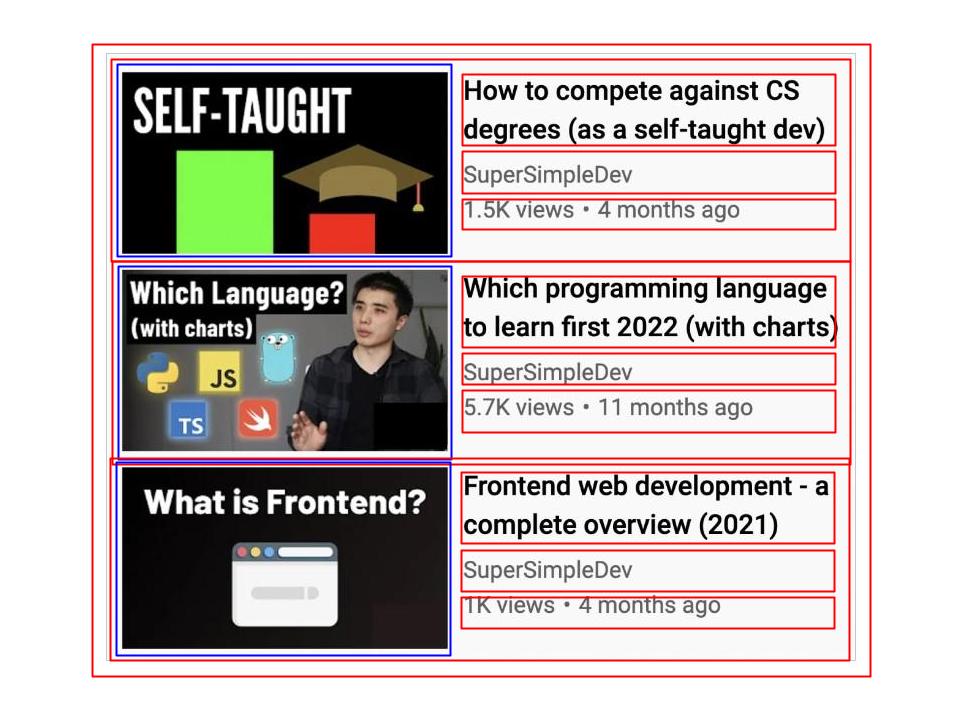 SELF-TAUGHT
How to compete against CS
degrees (as a self-taught dev)
SuperSimpleDev
1.5K views • 4 months ago
Which Language?
(with charts)
JS
TS
Which programming language
to learn first 2022 (with charts)
SuperSimpleDev
5.7K views • 11 months ago
What is Frontend?
Frontend web development - a
complete overview (2021)
SuperSimpleDev
1K views • 4 months ago